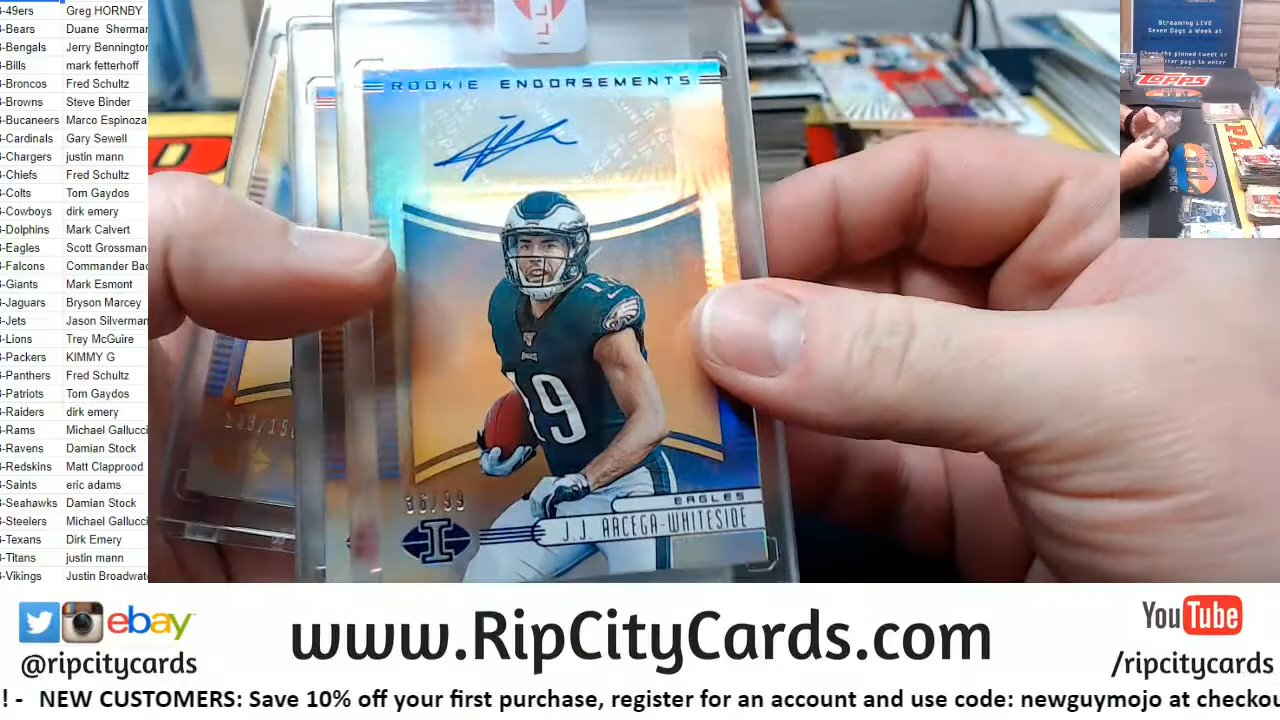 -49ers Greg HORNBY
-Bears Duane Sherma
-Bengals Jerry Bennington
-Bills mark fetterhoff
-Broncos Fred Schultz
-Browns Steve Binder
-Bucaneers Marco Espinoza
-Cardinals Gary Sewell
-Chargers justin mann
-Chiefs Fred Schultz
-Colts Tom Gaydos
-Cowboys dirk emery
-Dolphins Mark Calvert
-Eagles Scott Grossman
-Falcons Commander Bad
-Giants Mark Esmont
-Jaguars Bryson Marcey
-Jets Jason Silverman
-Lions Trey McGuire
-Packers KIMMY G
-Panthers Fred Schultz
-Patriots Tom Gaydos
-Raiders dirk emery
-Rams Michael Gallucci
-Ravens Damian Stock
-Redskins Matt Clapprood
-Saints eric adams
-Seahawks Damian Stock
-Steelers Michael Gallucci
-Texans Dirk Emery
-Titans justin mann
-Vikings Justin Broadwat
ROOKIE ENDORSEMENTS
19
19
36/99
I
EAGLES
J.J. ARCEGA-WHITESIDE
Streaming LIVE
Seven Days a Week at
TOPPS
ebay
@ripcitycards
www.RipCityCards.com
YouTube
/ripcitycards
! - NEW CUSTOMERS: Save 10% off your first purchase, register for an account and use code: newguymojo at checkou